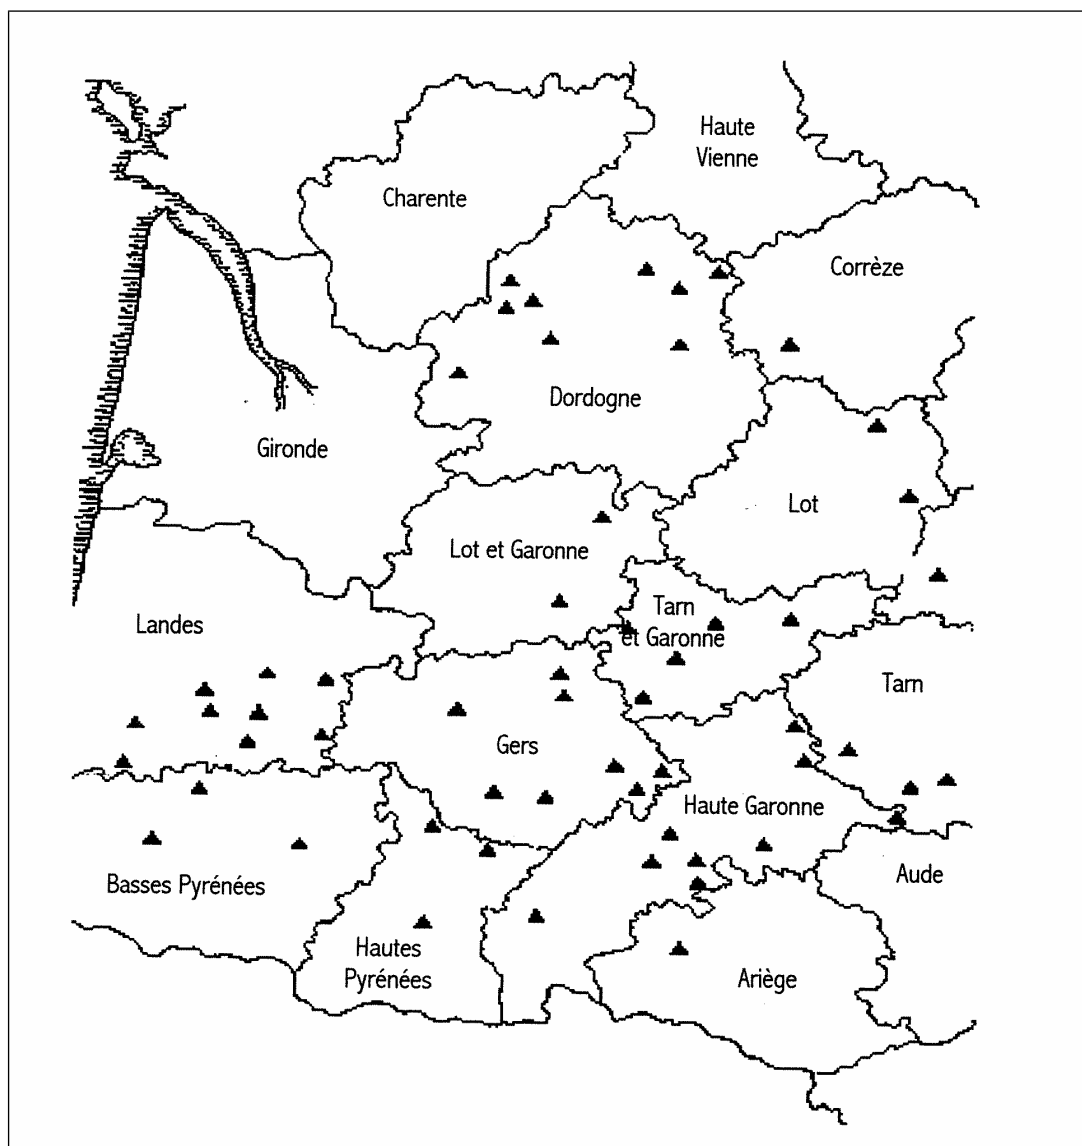 Haute
Vienne
Charente
Corrèze
Dordogne
Gironde
Lot
Lot et Garonne
Tarn
et Garonne
Landes
Tarn
Gers
Haute Garonne
Basses Pyrénées
Aude
Hautes
Pyrénées
Ariège